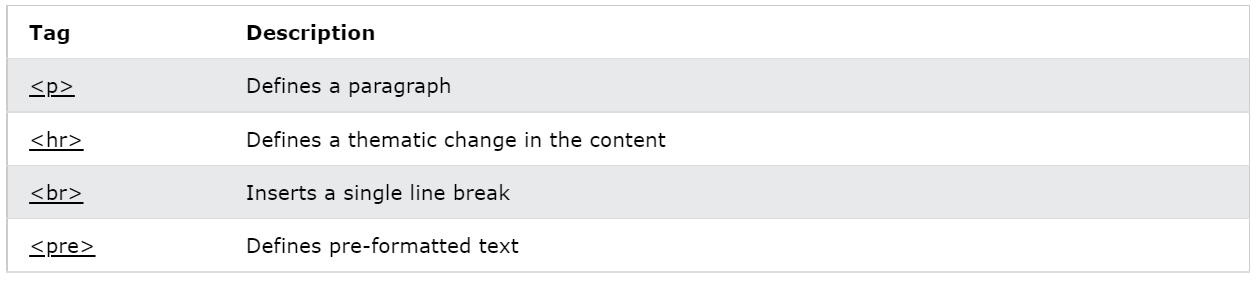 Tag Description
<p> Defines a paragraph
<hr> Defines a thematic change in the content
<br> Inserts a single line break
<pre> Defines pre-formatted text